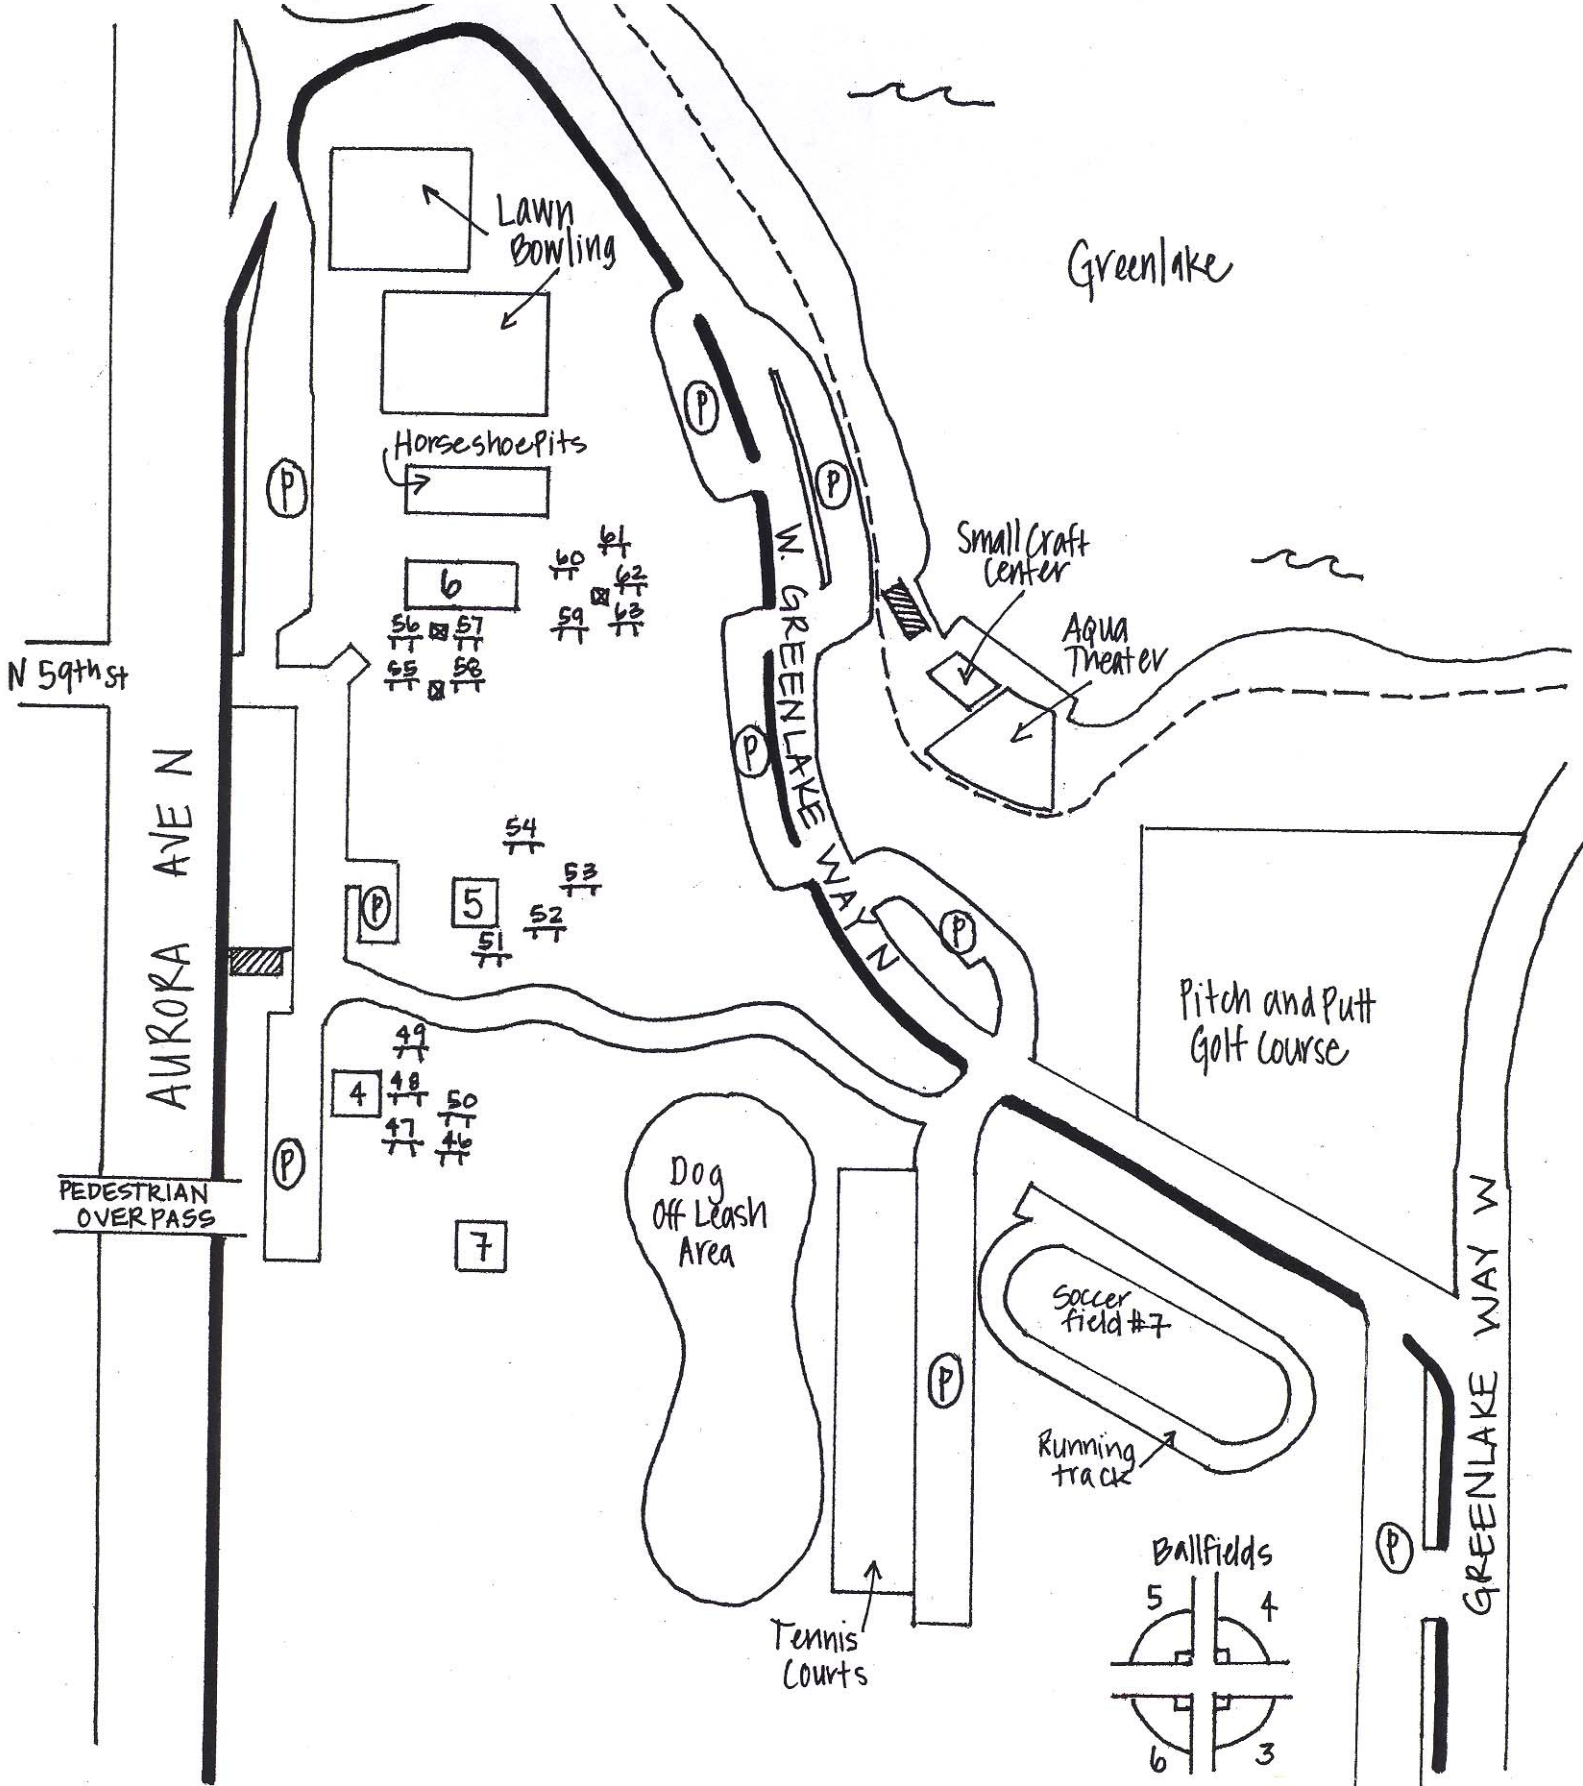 Lawn
Bowling
Greenlake
P
Horseshoe Pits
P
P
W. GREENLAKE WAY N
Small Craft
Center
61
60
62
6
59
63
56
57
55
58
Aqua
Theater
N 59th St
P
AURORA AVE N
54
53
5
52
51
P
P
Pitch and Putt
Golf Course
49
4
48
50
47
46
P
PEDESTRIAN
OVERPASS
Dog
Off Leash
Area
7
Soccer
field #7
GREENLAKE WAY W
P
Running
track
Ballfields
P
5
4
Tennis
Courts
6
3